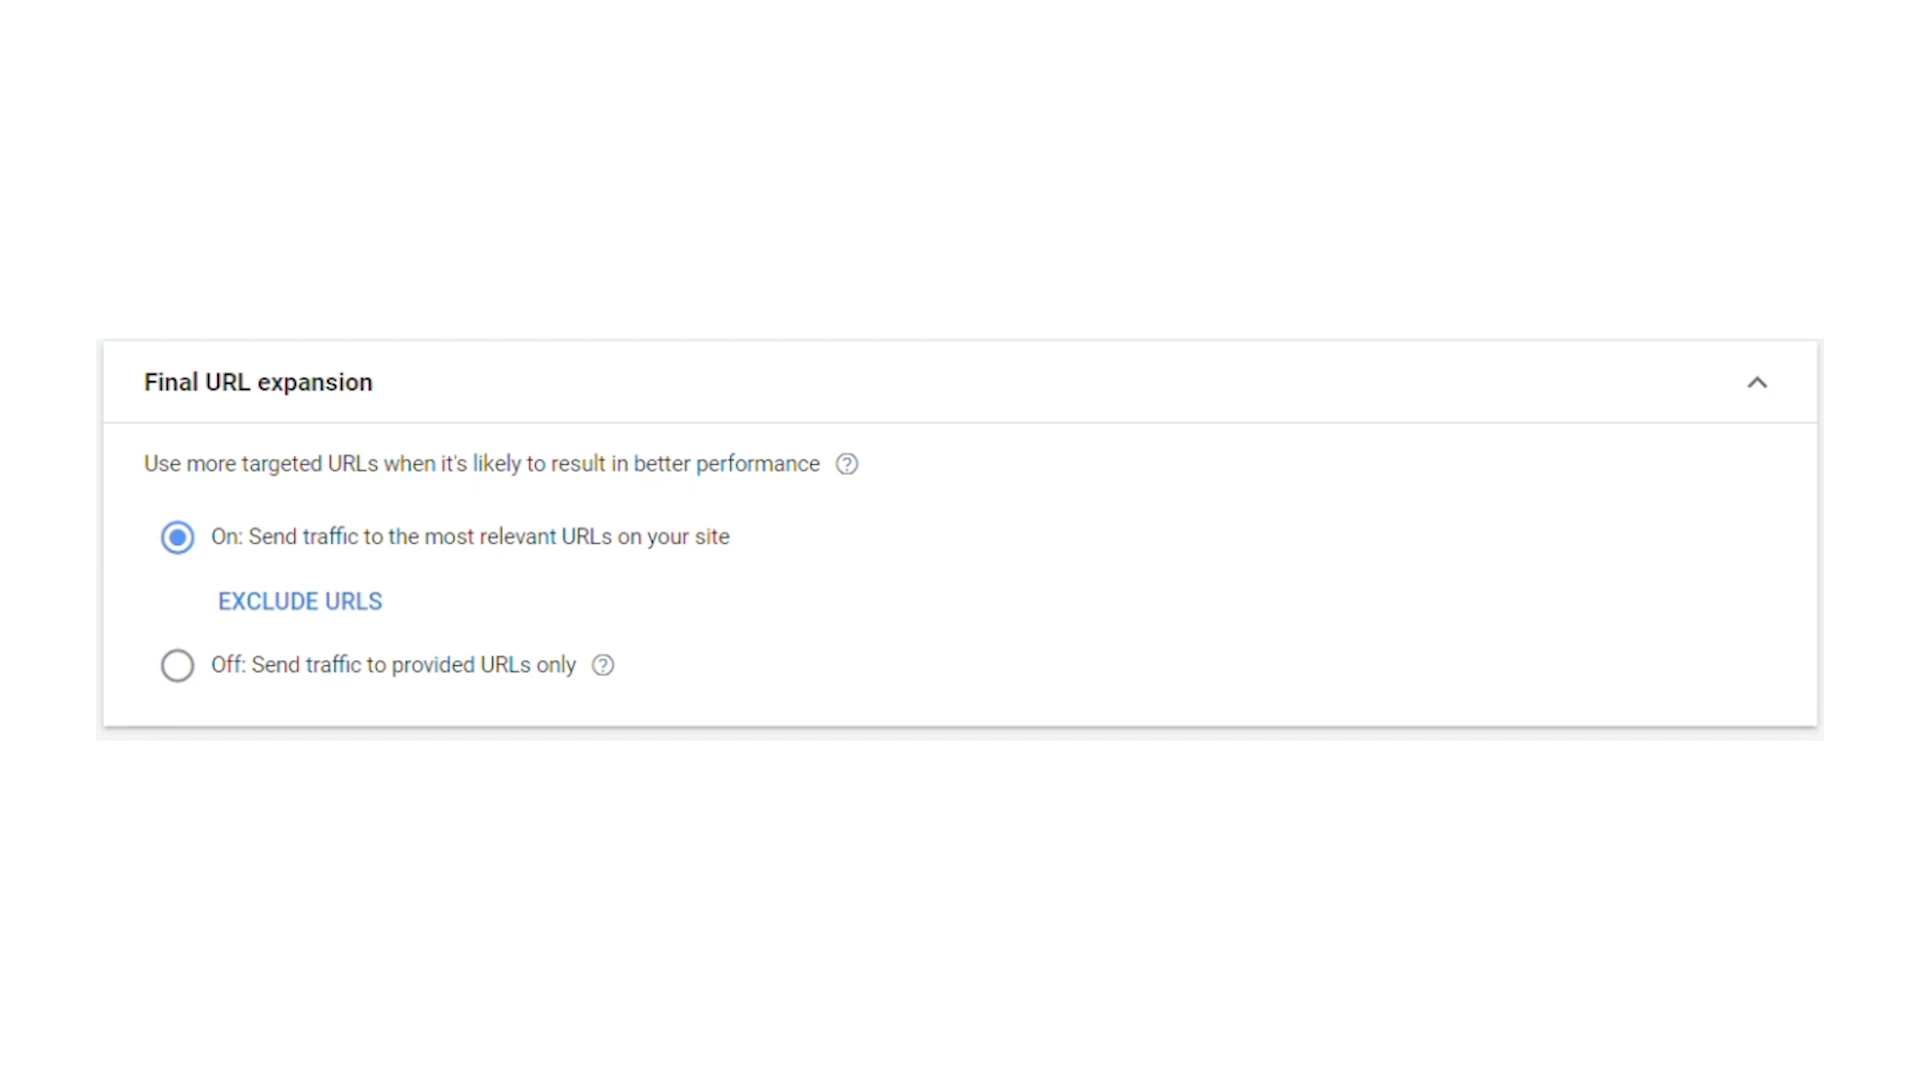 Final URL expansion
Use more targeted URLs when it's likely to result in better performance
On: Send traffic to the most relevant URLs on your site
EXCLUDE URLS
Off: Send traffic to provided URLs only